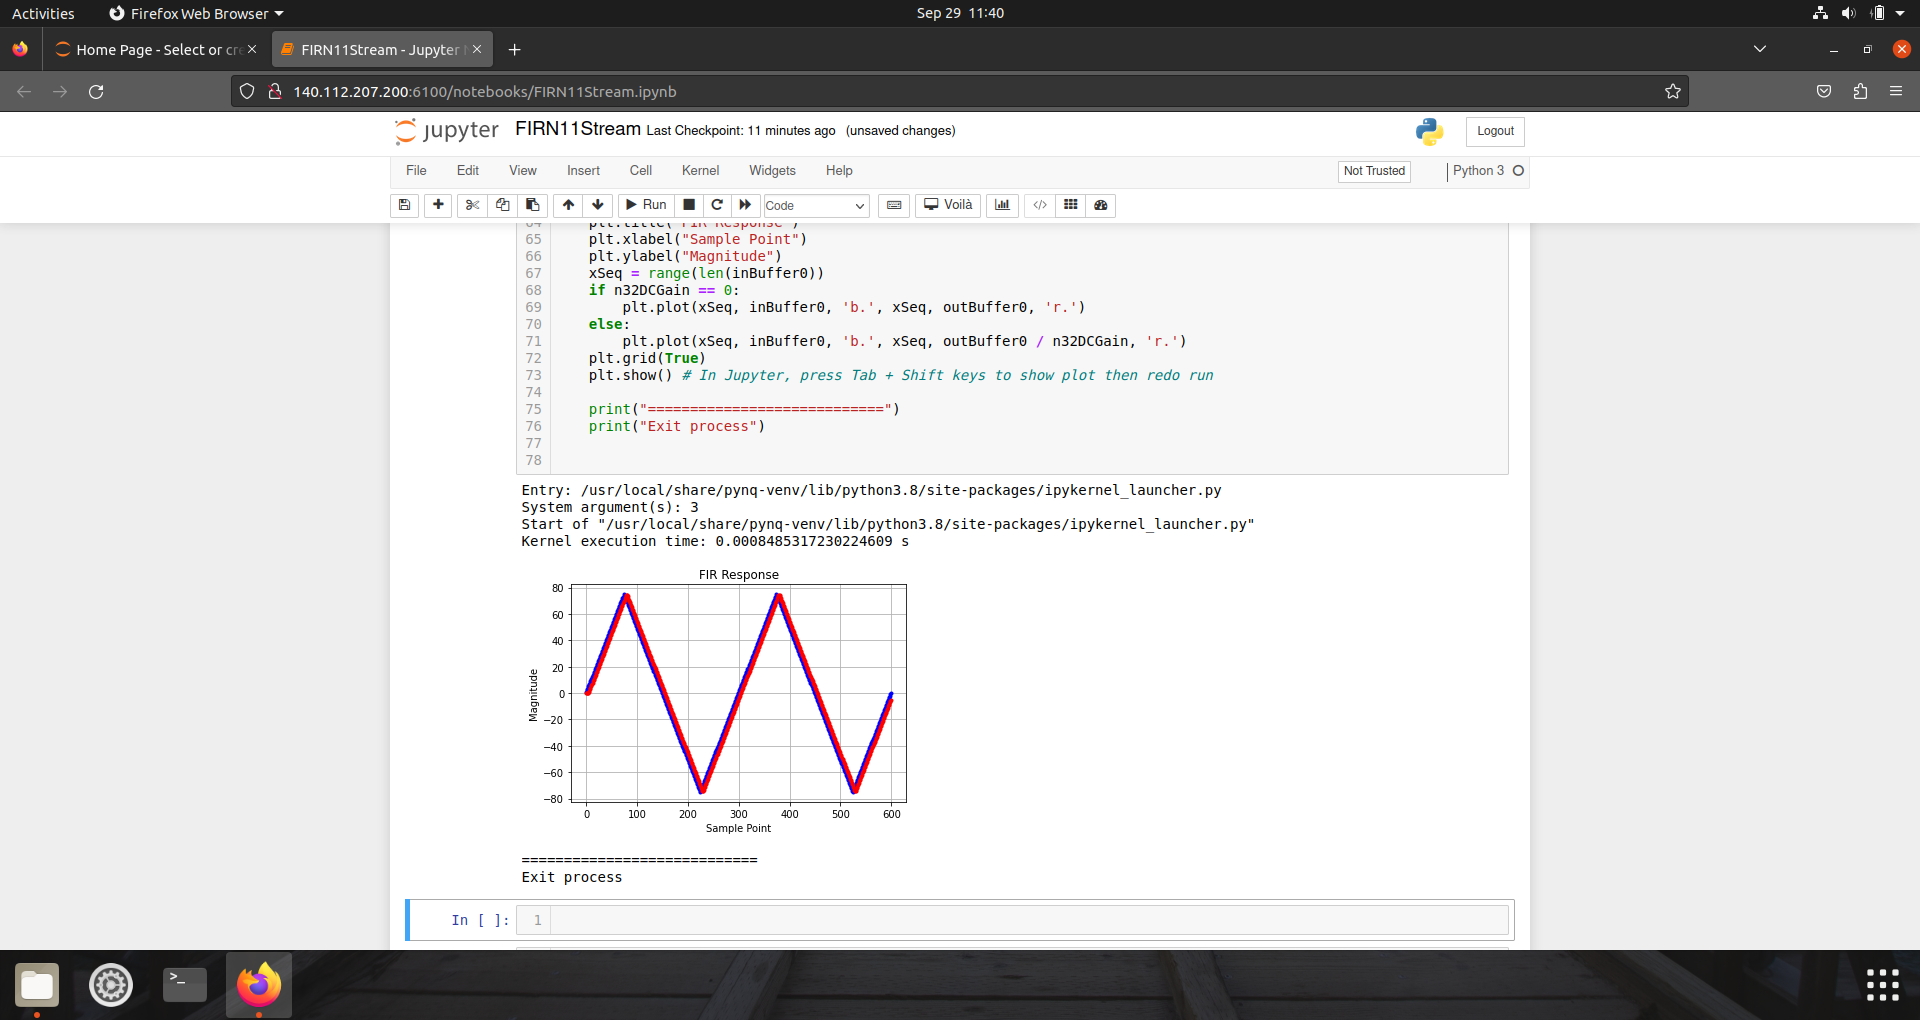 Activities
Firefox Web Browser
Sep 29 11:40
Home Page - Select or cre
FIRN11Stream - Jupyter
140.112.207.200:6100/notebooks/FIRN11Stream.ipynb
jupyter FIRN11Stream Last Checkpoint: 11 minutes ago (unsaved changes)
Logout
File Edit View Insert Cell Kernel Widgets Help
Not Trusted
Python 3
Run
Code
Voilà
64 plt.title("FIR Response")
65 plt.xlabel("Sample Point")
66 plt.ylabel("Magnitude")
67 xSeq = range(len(inBuffer0))
68 if n32DCGain == 0:
69 plt.plot(xSeq, inBuffer0, 'b.', xSeq, outBuffer0, 'r.')
70 else:
71 plt.plot(xSeq, inBuffer0, 'b.', xSeq, outBuffer0 / n32DCGain, 'r.')
72 plt.grid(True)
73 plt.show() # In Jupyter, press Tab + Shift keys to show plot then redo run
74
75 print("============================")
76 print("Exit process")
77
78
Entry: /usr/local/share/pynq-venv/lib/python3.8/site-packages/ipykernel_launcher.py
System argument(s): 3
Start of "/usr/local/share/pynq-venv/lib/python3.8/site-packages/ipykernel_launcher.py"
Kernel execution time: 0.0008485317230224609 s
FIR Response
80
60
40
20
0
−20
−40
−60
−80
Magnitude
0 100 200 300 400 500 600
Sample Point
============================
Exit process
In [ ]: 1